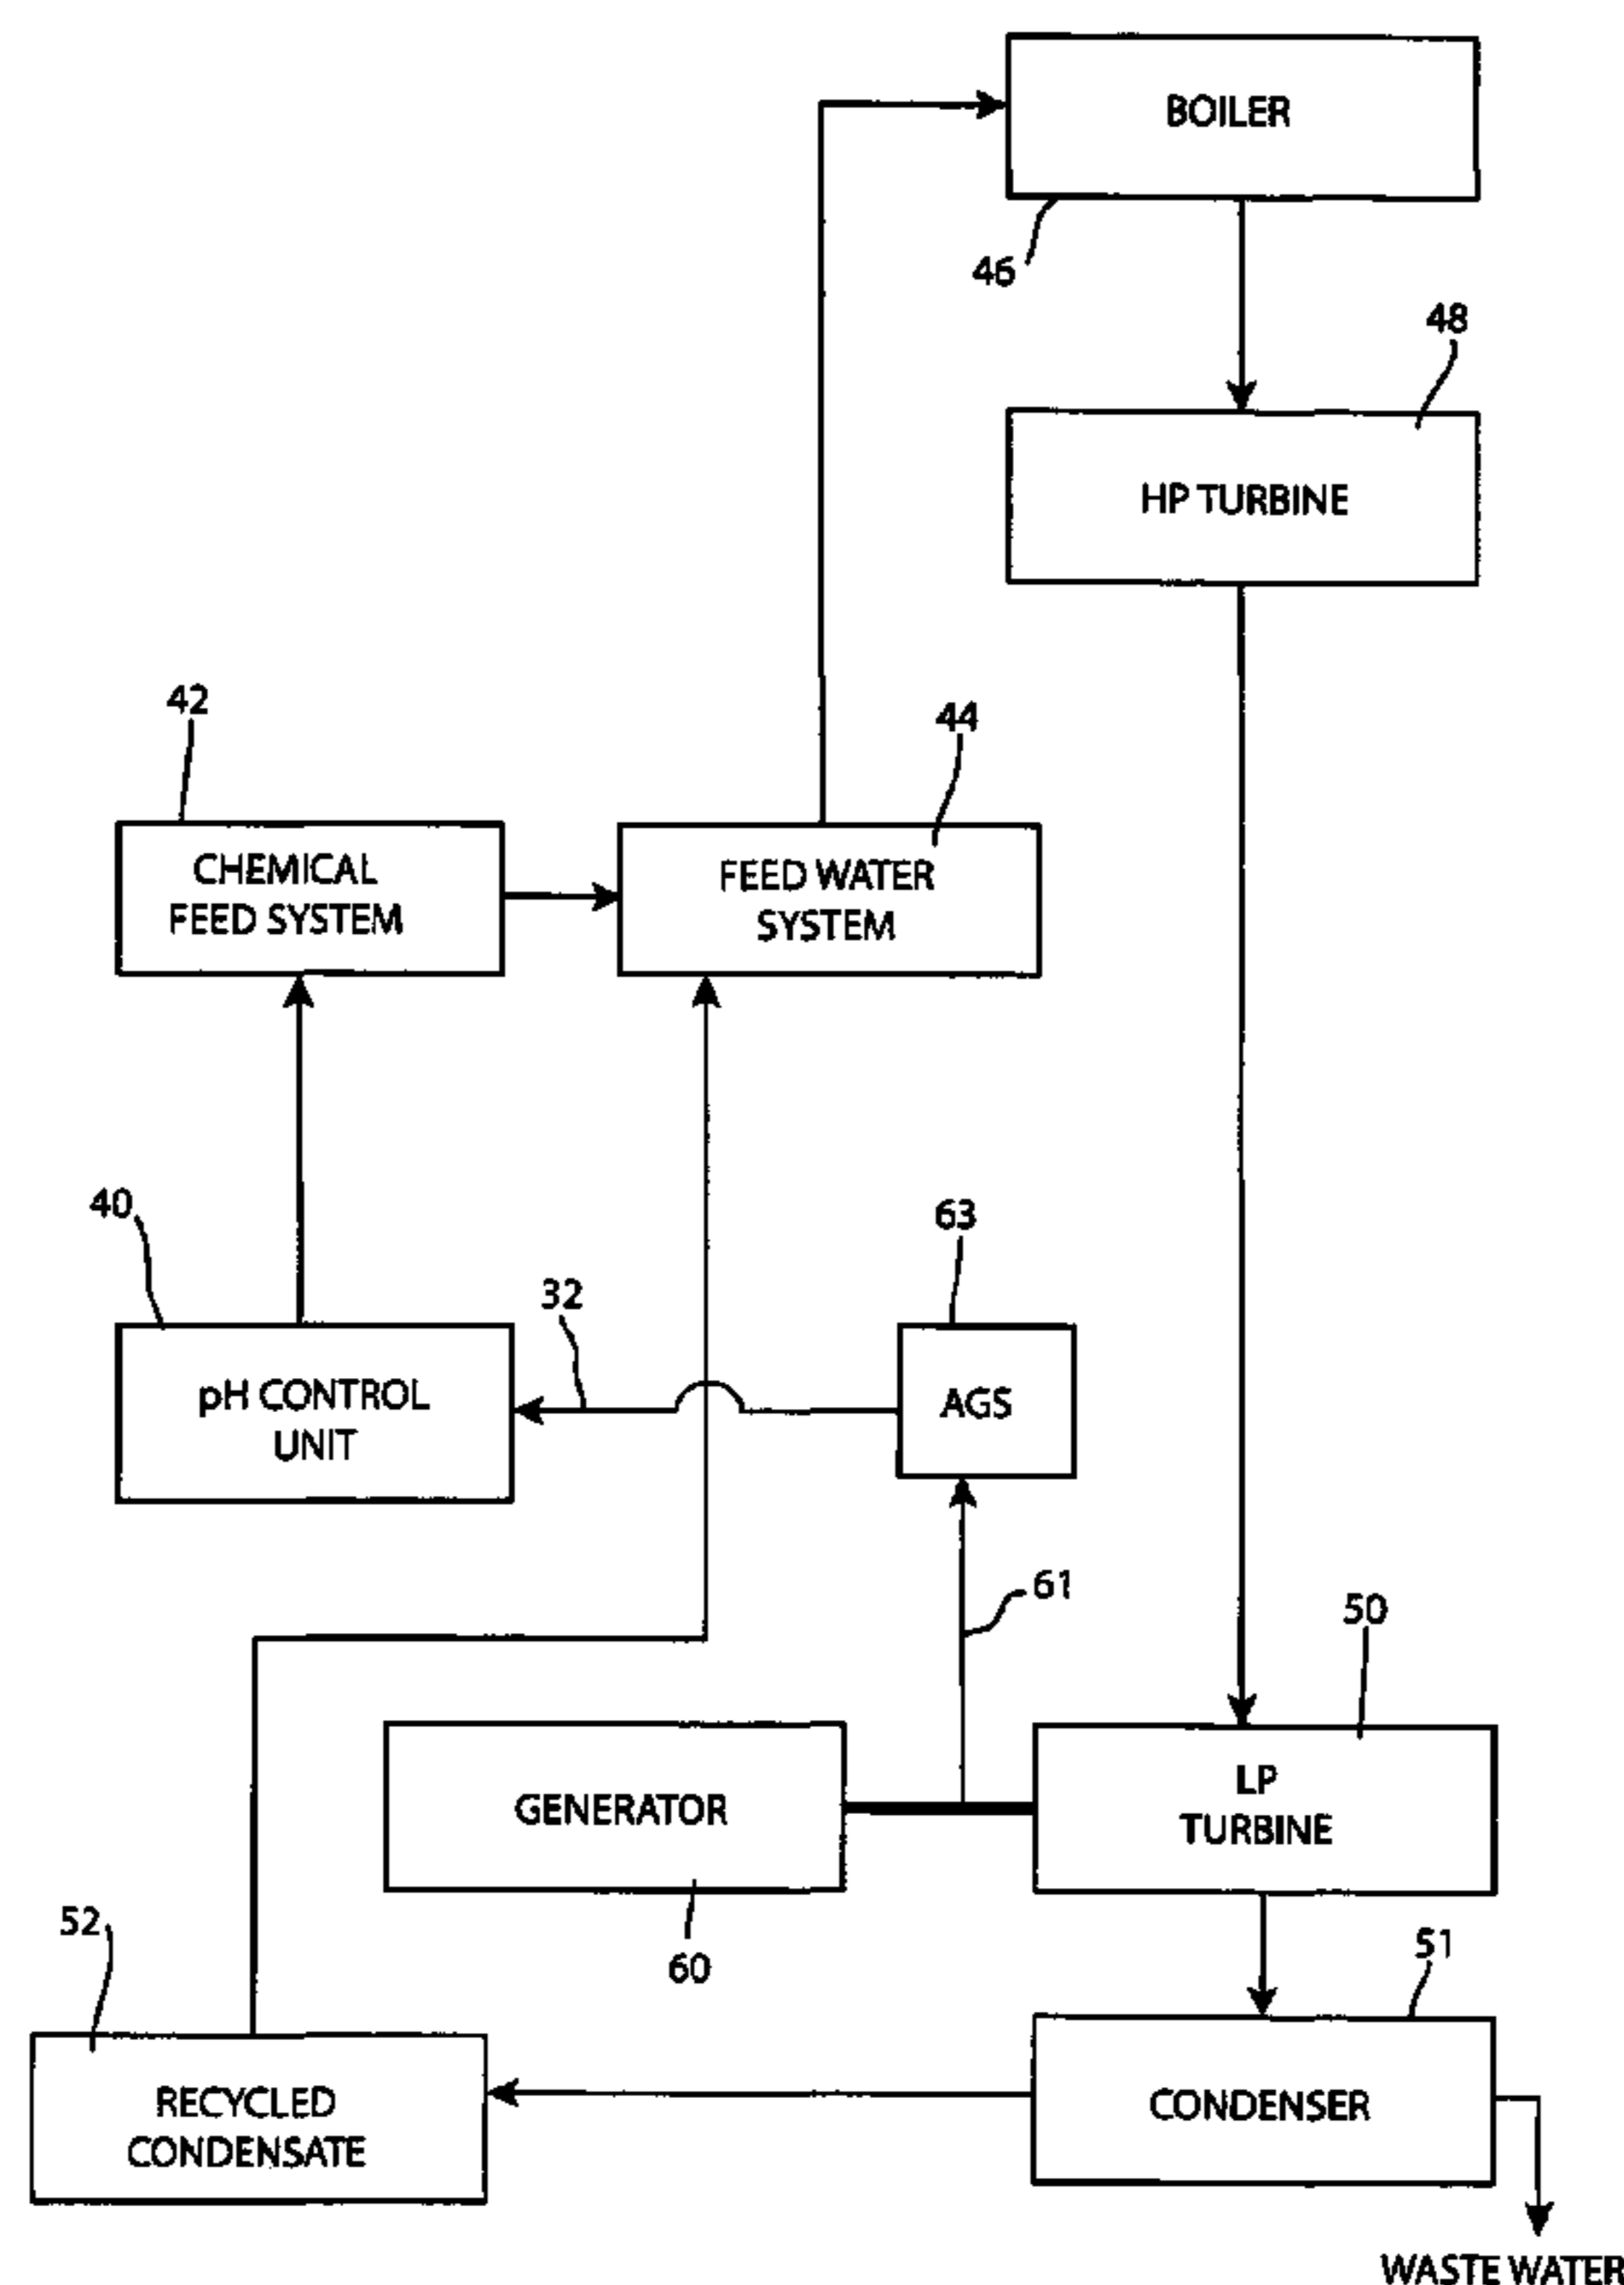 BOILER
46
48
HP TURBINE
42
44
CHEMICAL
FEED SYSTEM
FEED WATER
SYSTEM
40
63
32
pH CONTROL
UNIT
AGS
61
50
LP
TURBINE
GENERATOR
52
51
60
RECYCLED
CONDENSATE
CONDENSER
WASTE WATER